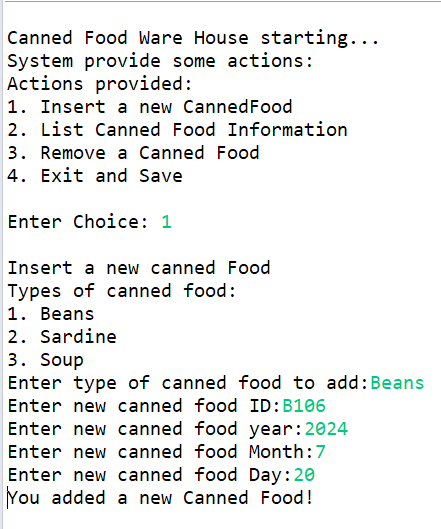 Canned Food Ware House starting...
System provide some actions:
Actions provided:
1. Insert a new CannedFood
2. List Canned Food Information
3. Remove a Canned Food
4. Exit and Save
Enter Choice: 1
Insert a new canned Food
Types of canned food:
1. Beans
2. Sardine
3. Soup
Enter type of canned food to add:Beans
Enter new canned food ID:B106
Enter new canned food year:2024
Enter new canned food Month:7
Enter new canned food Day:20
You added a new Canned Food!